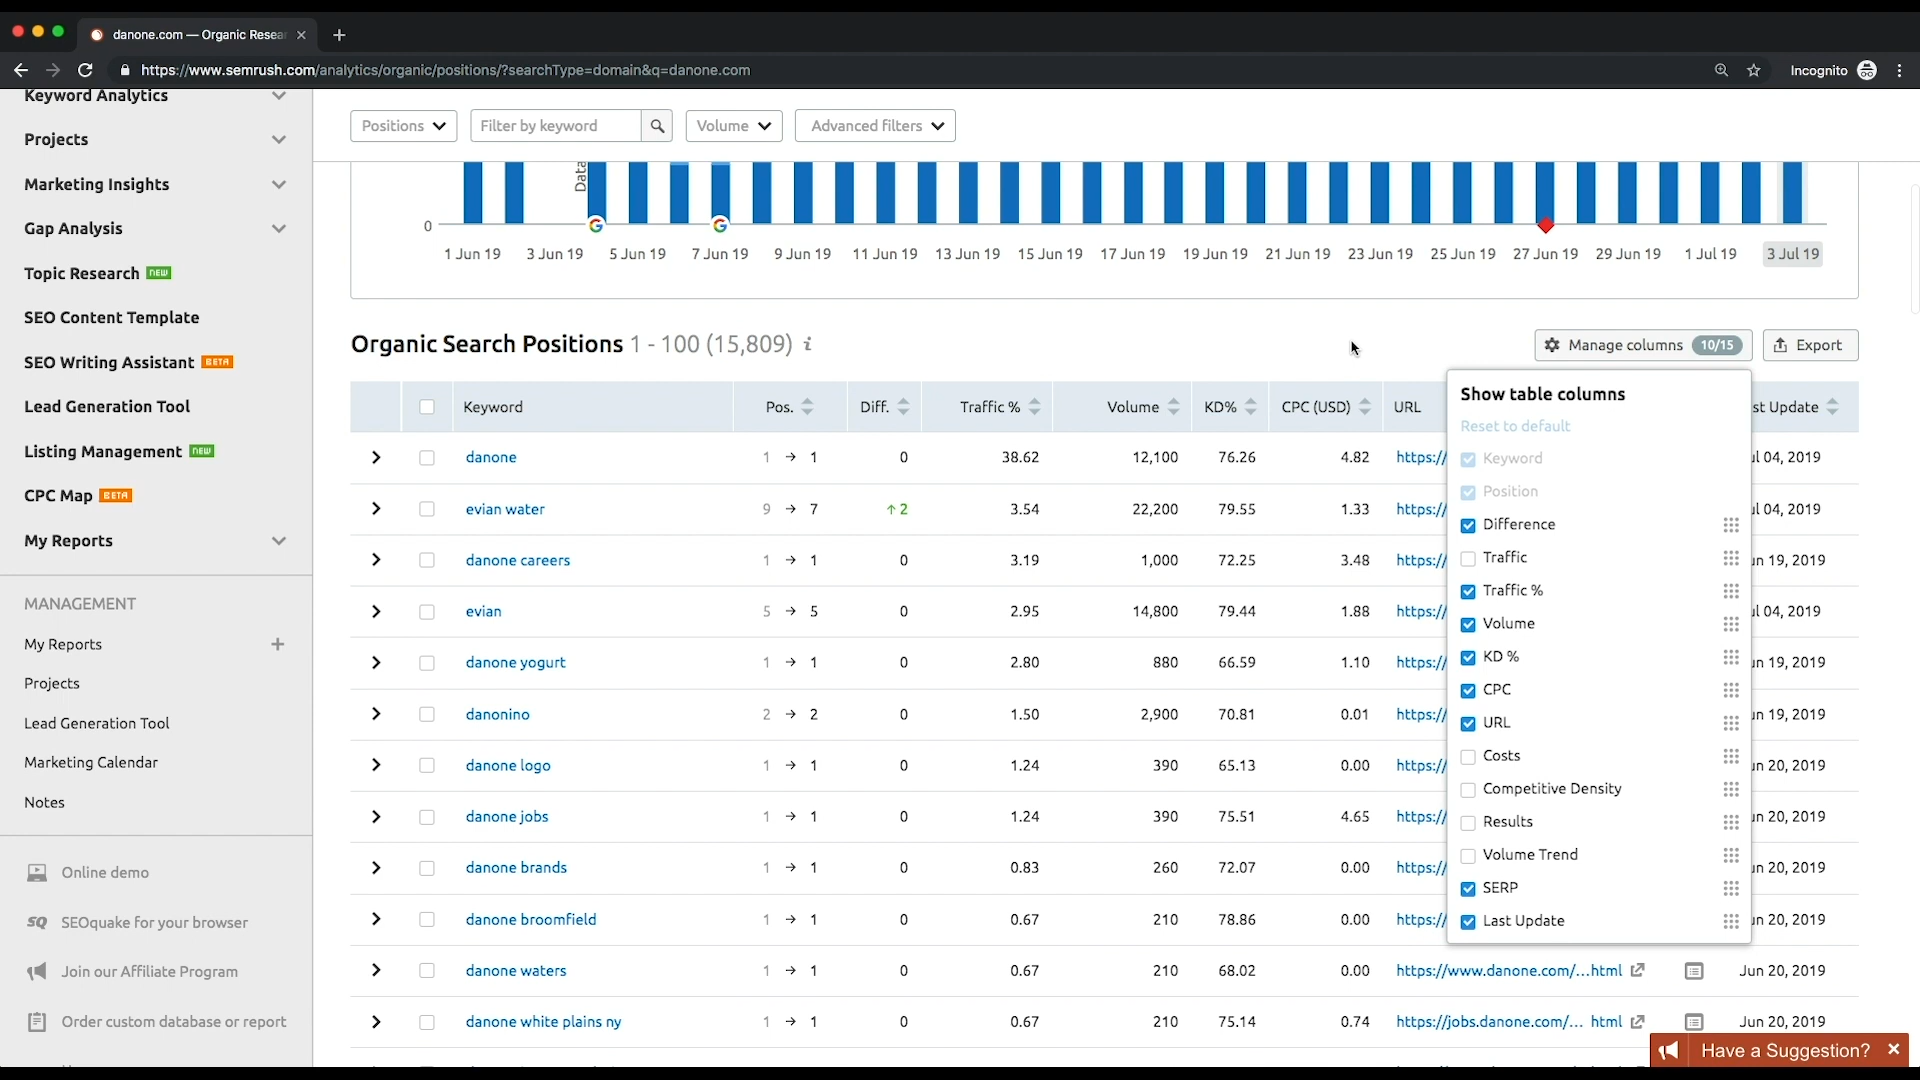 danone.com — Organic Resea
https://www.semrush.com/analytics/organic/positions/?searchType=domain&q=danone.com
Incognito
Keyword Analytics
Projects
Marketing Insights
Gap Analysis
Topic Research NEW
SEO Content Template
SEO Writing Assistant BETA
Lead Generation Tool
Listing Management NEW
CPC Map BETA
My Reports
MANAGEMENT
My Reports
Projects
Lead Generation Tool
Marketing Calendar
Notes
Online demo
SQ SEOquake for your browser
Join our Affiliate Program
Order custom database or report
Positions Filter by keyword Volume Advanced filters
Data
0
1 Jun 19 3 Jun 19 5 Jun 19 7 Jun 19 9 Jun 19 11 Jun 19 13 Jun 19 15 Jun 19 17 Jun 19 19 Jun 19 21 Jun 19 23 Jun 19 25 Jun 19 27 Jun 19 29 Jun 19 1 Jul 19 3 Jul 19
Organic Search Positions 1 - 100 (15,809) i
Manage columns 10/15 Export
Keyword Pos. Diff. Traffic % Volume KD% CPC (USD) URL st Update
danone 1 → 1 0 38.62 12,100 76.26 4.82 https:// ul 04, 2019
evian water 9 → 7 ↑2 3.54 22,200 79.55 1.33 https:// ul 04, 2019
danone careers 1 → 1 0 3.19 1,000 72.25 3.48 https:// un 19, 2019
evian 5 → 5 0 2.95 14,800 79.44 1.88 https:// ul 04, 2019
danone yogurt 1 → 1 0 2.80 880 66.59 1.10 https:// un 19, 2019
danonino 2 → 2 0 1.50 2,900 70.81 0.01 https:// un 19, 2019
danone logo 1 → 1 0 1.24 390 65.13 0.00 https:// un 20, 2019
danone jobs 1 → 1 0 1.24 390 75.51 4.65 https:// un 20, 2019
danone brands 1 → 1 0 0.83 260 72.07 0.00 https:// un 20, 2019
danone broomfield 1 → 1 0 0.67 210 78.86 0.00 https:// un 20, 2019
danone waters 1 → 1 0 0.67 210 68.02 0.00 https://www.danone.com/...html Jun 20, 2019
danone white plains ny 1 → 1 0 0.67 210 75.14 0.74 https://jobs.danone.com/... html Jun 20, 2019
Show table columns
Reset to default
Keyword
Position
Difference
Traffic
Traffic %
Volume
KD %
CPC
URL
Costs
Competitive Density
Results
Volume Trend
SERP
Last Update
Have a Suggestion? ×